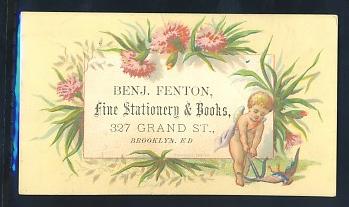 BENJ. FENTON,
Fine Stationery & Books,
327 GRAND ST.,
BROOKLYN. E.D